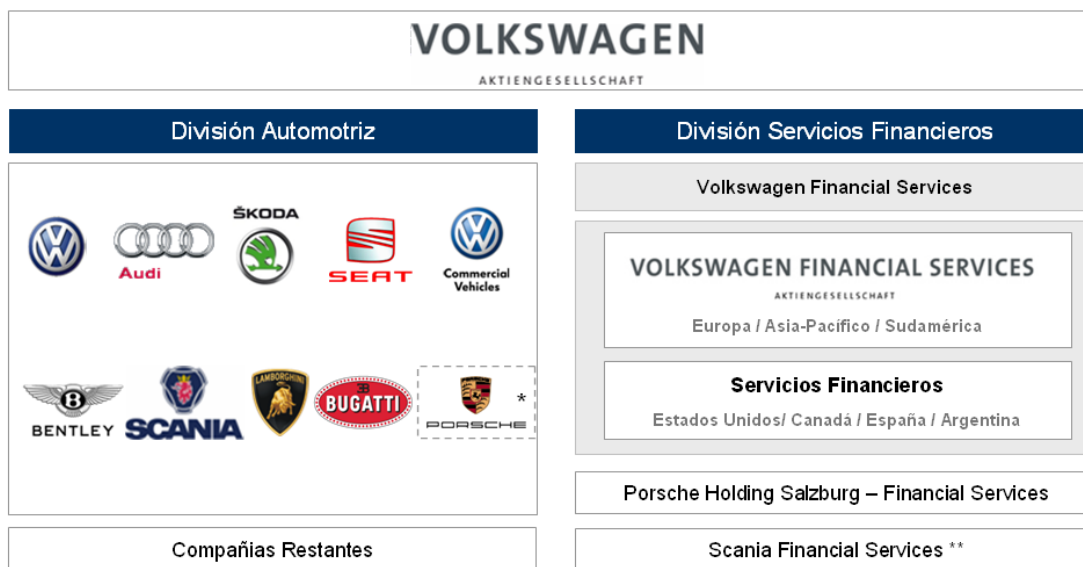 VOLKSWAGEN
AKTIENGESELLSCHAFT
División Automotriz
Audi
ŠKODA
SEAT
Commercial
Vehicles
BENTLEY
SCANIA
LAMBORGHINI
BUGATTI
*
PORSCHE
Compañias Restantes
División Servicios Financieros
Volkswagen Financial Services
VOLKSWAGEN FINANCIAL SERVICES
AKTIENGESELLSCHAFT
Europa / Asia-Pacífico / Sudamérica
Servicios Financieros
Estados Unidos/ Canadá / España / Argentina
Porsche Holding Salzburg – Financial Services
Scania Financial Services **